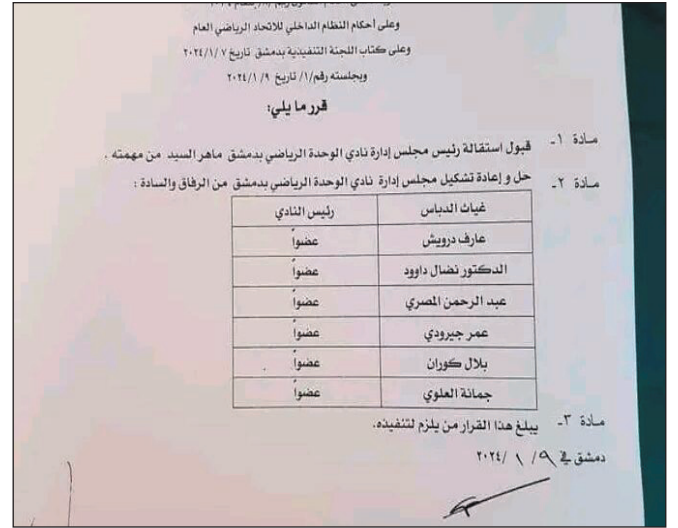 وعلى أحكام النظام الداخلي للاتحاد الرياضي العام
وعلى كتاب اللجنة التنفيذية بدمشق تاريخ ٢٠٢٤/١/٧
وبجلسته رقم/١/ تاريخ ٢٠٢٤/١/٩
قرر ما يلي:
مادة ١- قبول استقالة رئيس مجلس إدارة نادي الوحدة الرياضي بدمشق ماهر السيد من مهمته .
مادة ٢- حل و إعادة تشكيل مجلس إدارة نادي الوحدة الرياضي بدمشق من الرفاق والسادة :
غياث الدباس رئيس النادي
عارف درويش عضواً
الدكتور نضال داوود عضواً
عبد الرحمن المصري عضواً
عمر جيرودي عضواً
بلال كوران عضواً
جمانة العلوي عضواً
مادة ٣- يبلغ هذا القرار من يلزم لتنفيذه.
دمشق في ٩/ ١ /٢٠٢٤